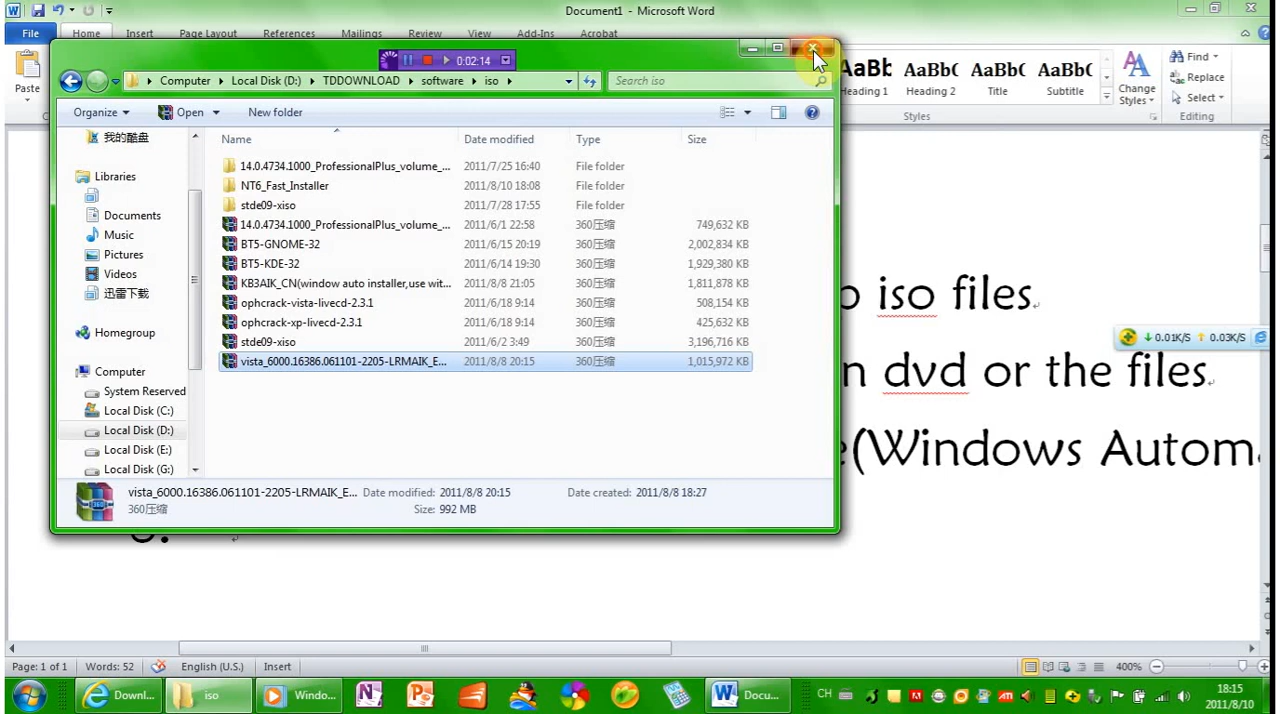 Document1 - Microsoft Word
File Home Insert Page Layout References Mailings Review View Add-Ins Acrobat
Paste
AaBb AaBbC AaBbC AaBbC
Heading 1 Heading 2 Title Subtitle
Change Styles
Styles
Find
Replace
Select
Editing
0:02:14
Computer Local Disk (D:) TDDOWNLOAD software iso
Search iso
Organize Open New folder
Name Date modified Type Size
我的酷盘
Libraries
Documents
Music
Pictures
Videos
迅雷下载
Homegroup
Computer
System Reserved
Local Disk (C:)
Local Disk (D:)
Local Disk (E:)
Local Disk (G:)
14.0.4734.1000_ProfessionalPlus_volume_... 2011/7/25 16:40 File folder
NT6_Fast_Installer 2011/8/10 18:08 File folder
stde09-xiso 2011/7/28 17:55 File folder
14.0.4734.1000_ProfessionalPlus_volume_... 2011/6/1 22:58 360压缩 749,632 KB
BT5-GNOME-32 2011/6/15 20:19 360压缩 2,002,834 KB
BT5-KDE-32 2011/6/14 19:30 360压缩 1,929,380 KB
KB3AIK_CN(window auto installer,use wit... 2011/8/8 21:05 360压缩 1,811,878 KB
ophcrack-vista-livecd-2.3.1 2011/6/18 9:14 360压缩 508,154 KB
ophcrack-xp-livecd-2.3.1 2011/6/18 9:14 360压缩 425,632 KB
stde09-xiso 2011/6/2 3:49 360压缩 3,196,716 KB
vista_6000.16386.061101-2205-LRMAIK_E... 2011/8/8 20:15 360压缩 1,015,972 KB
vista_6000.16386.061101-2205-LRMAIK_E... Date modified: 2011/8/8 20:15 Date created: 2011/8/8 18:27
360压缩 Size: 992 MB
iso files
dvd or the files
(Windows Autom
0.01K/S 0.03K/S
Page: 1 of 1 Words: 52 English (U.S.) Insert 400%
Downl... iso Windo... Docu... CH
18:15
2011/8/10